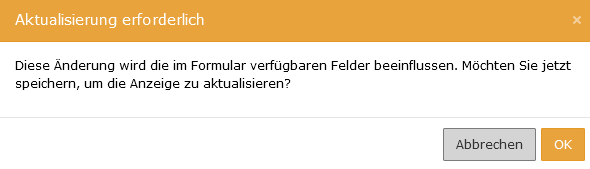 Aktualisierung erforderlich
×
Diese Änderung wird die im Formular verfügbaren Felder beeinflussen. Möchten Sie jetzt
speichern, um die Anzeige zu aktualisieren?
Abbrechen OK